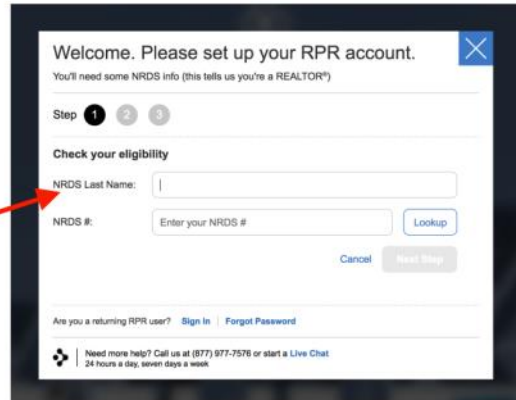 Welcome. Please set up your RPR account.
You'll need some NRDS info (this tells us you're a REALTOR®)
Step 1 2 3
Check your eligibility
NRDS Last Name:
NRDS #: Enter your NRDS # Lookup
Cancel Next Step
Are you a returning RPR user? Sign In | Forgot Password
Need more help? Call us at (877) 977-7576 or start a Live Chat
24 hours a day, seven days a week